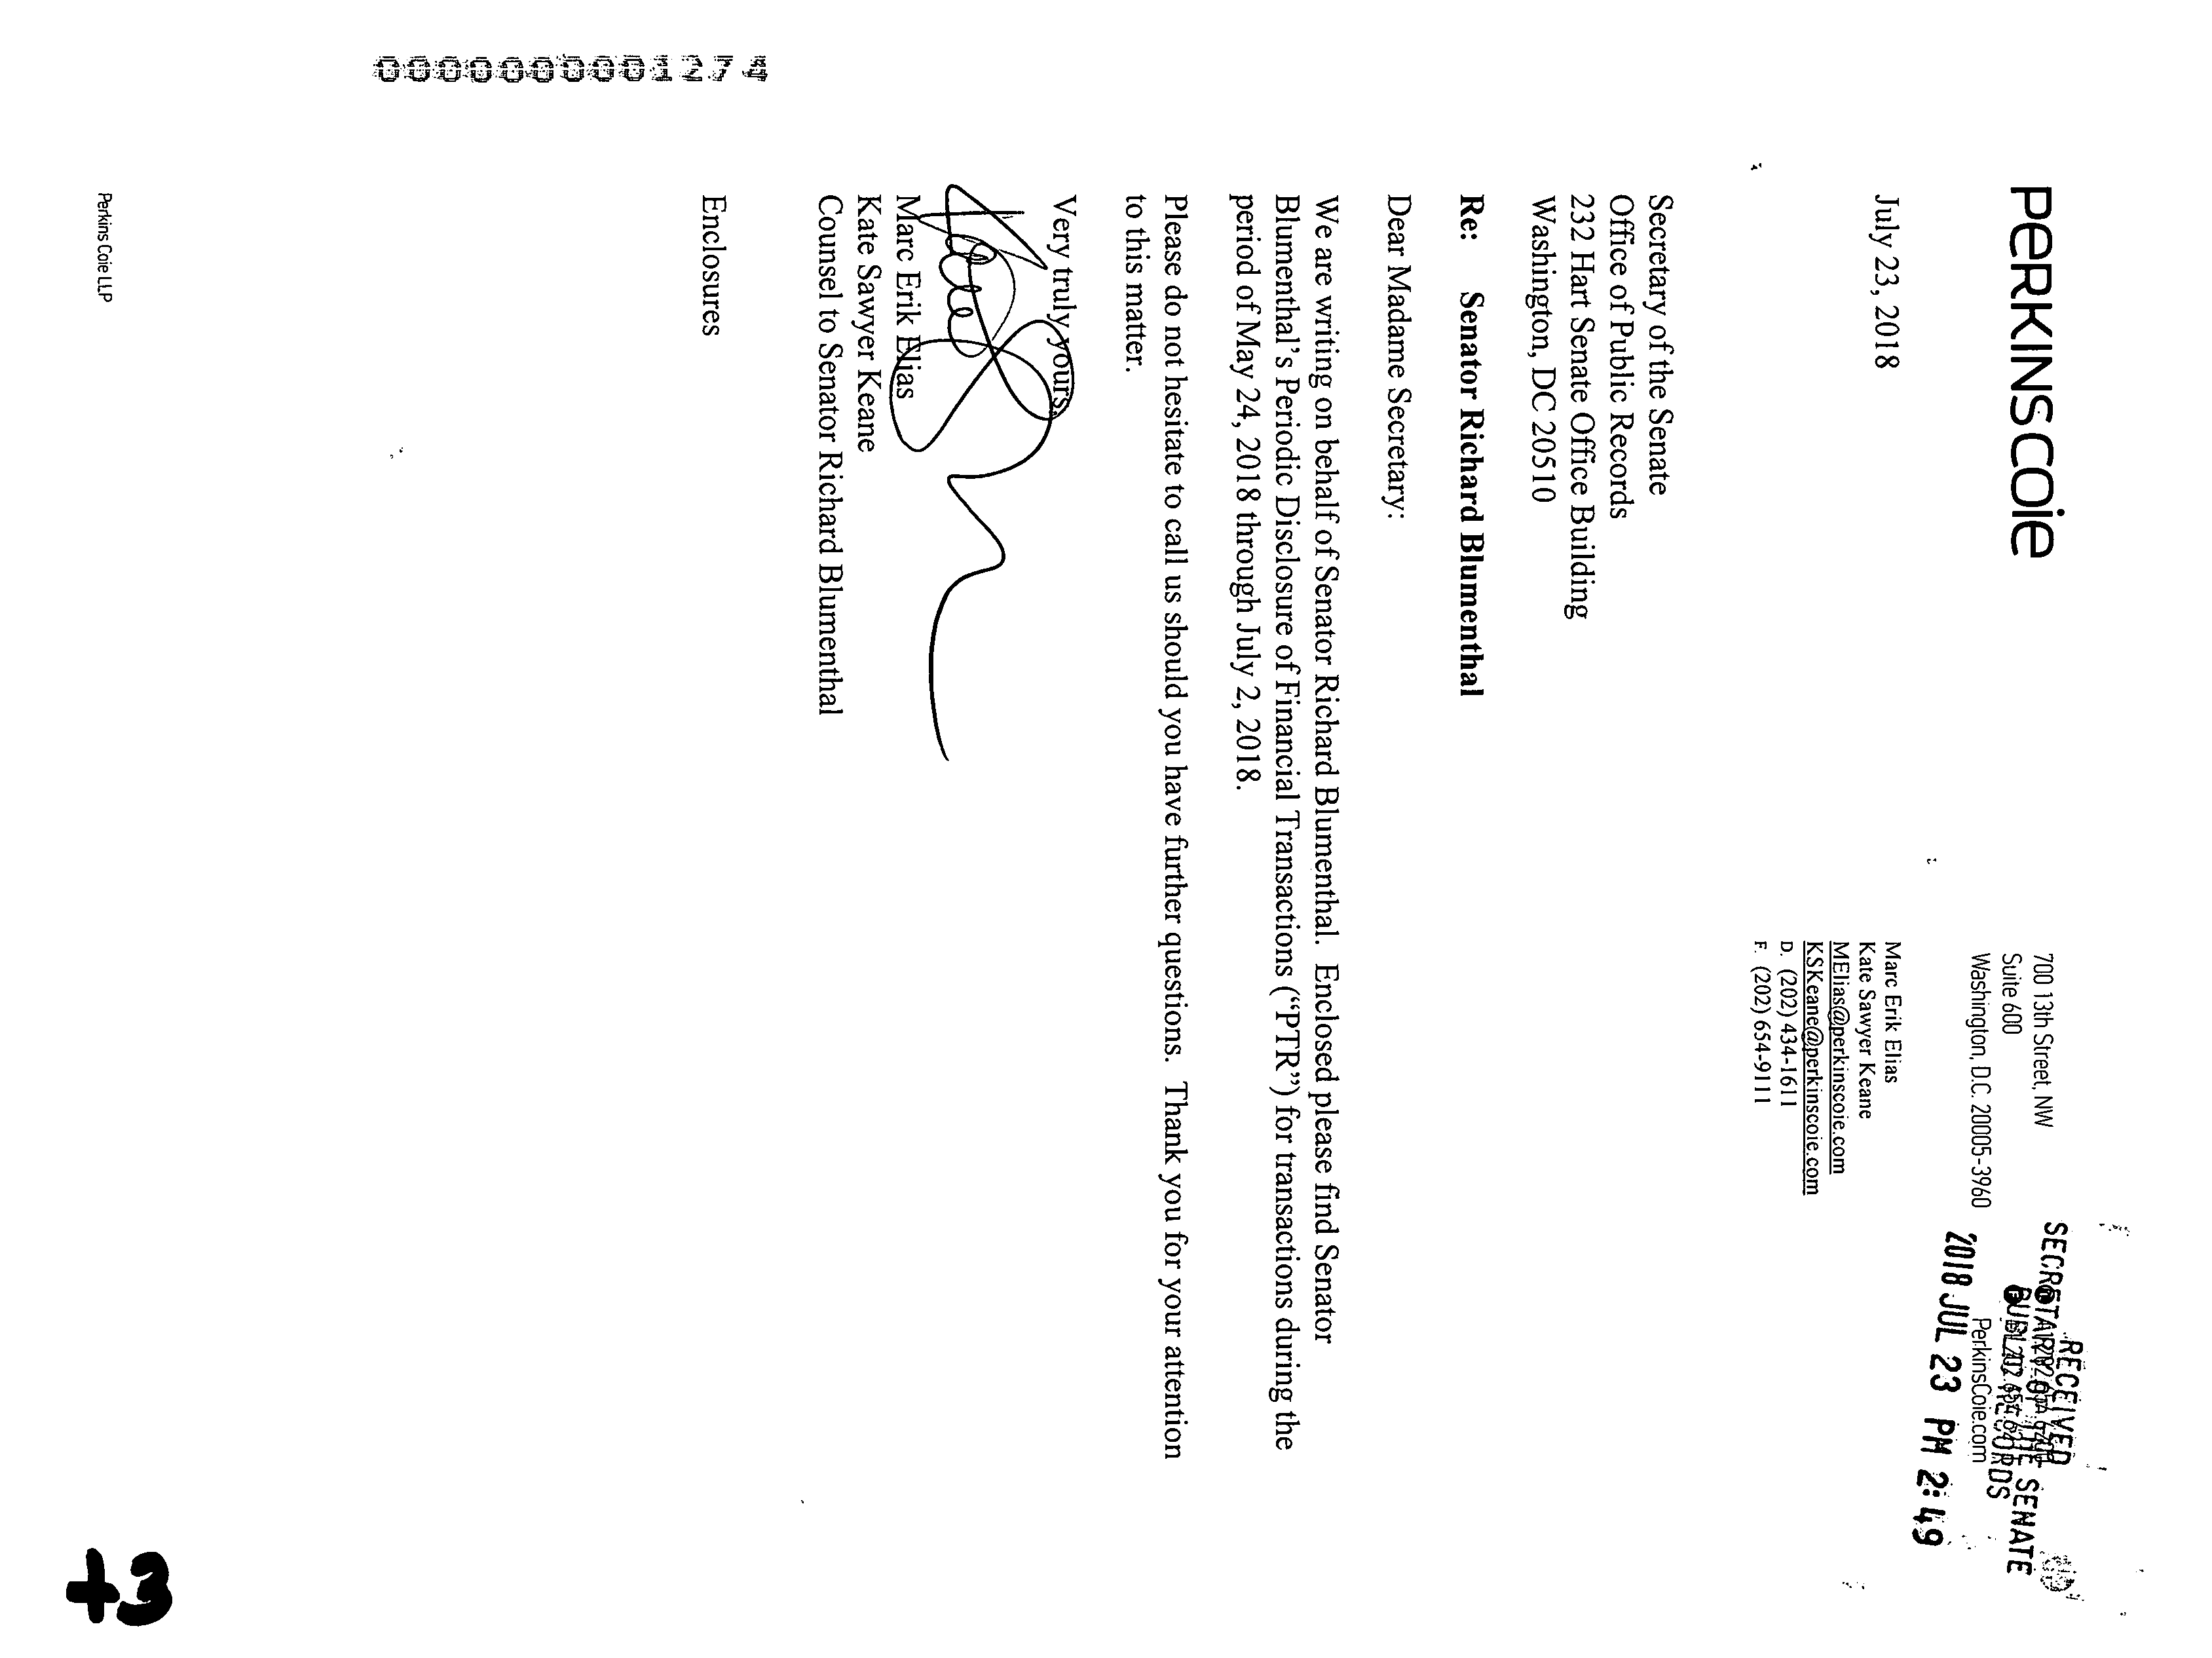 PERKINSCOIE
700 13th Street, NW
Suite 600
Washington, D.C. 20005-3960
PerkinsCoie.com
RECEIVED
SECRETARY OF THE SENATE
PUBLIC RECORDS
2018 JUL 23 PM 2:49
July 23, 2018
Marc Erik Elias
Kate Sawyer Keane
MElias@perkinscoie.com
KSKeane@perkinscoie.com
D. (202) 434-1611
F. (202) 654-9111
Secretary of the Senate
Office of Public Records
232 Hart Senate Office Building
Washington, DC 20510
Re: Senator Richard Blumenthal
Dear Madame Secretary:
We are writing on behalf of Senator Richard Blumenthal. Enclosed please find Senator
Blumenthal's Periodic Disclosure of Financial Transactions (“PTR”) for transactions during the
period of May 24, 2018 through July 2, 2018.
Please do not hesitate to call us should you have further questions. Thank you for your attention
to this matter.
Very truly yours,
Marc Erik Elias
Kate Sawyer Keane
Counsel to Senator Richard Blumenthal
Enclosures
0000000001274
Perkins Coie LLP
+3